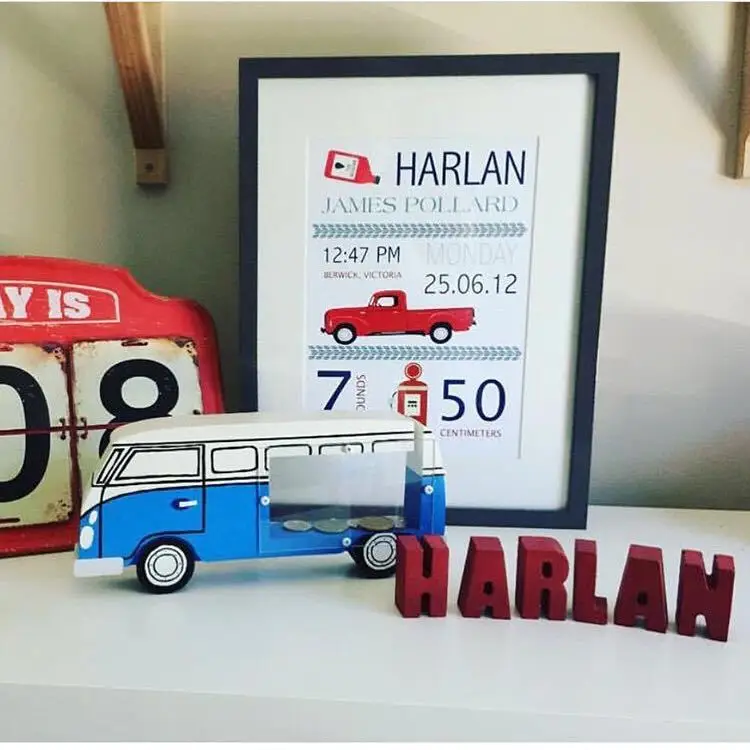 HARLAN
JAMES POLLARD
12:47 PM
MONDAY
BERWICK, VICTORIA
25.06.12
7
50
CENTIMETERS
AY IS
08
HARLAN